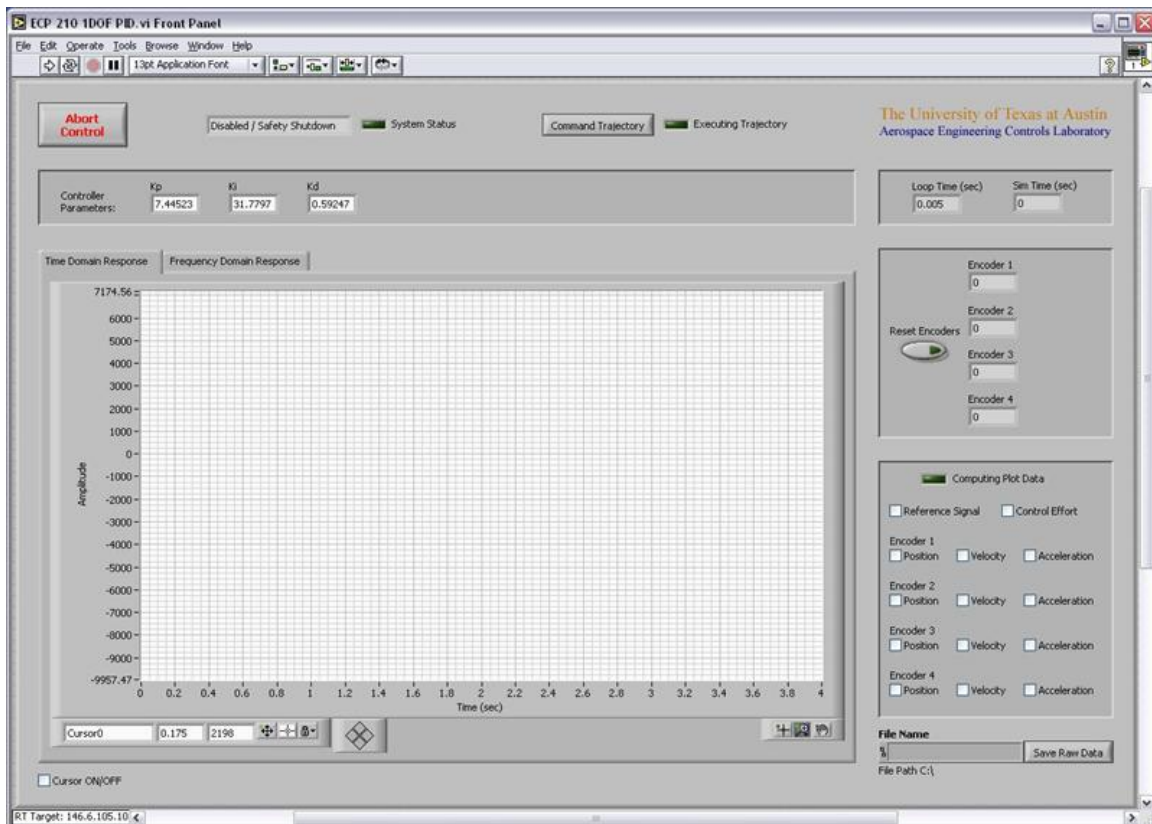 ECP 210 1DOF PID.vi Front Panel
File Edit Operate Tools Browse Window Help
13pt Application Font
1
Abort
Control
Disabled / Safety Shutdown
System Status
Command Trajectory
Executing Trajectory
The University of Texas at Austin
Aerospace Engineering Controls Laboratory
Controller
Parameters:
Kp
7.44523
Ki
31.7797
Kd
0.59247
Loop Time (sec)
0.005
Sim Time (sec)
0
Time Domain Response
Frequency Domain Response
Amplitude
7174.56
6000
5000
4000
3000
2000
1000
0
-1000
-2000
-3000
-4000
-5000
-6000
-7000
-8000
-9000
-9957.47
0 0.2 0.4 0.6 0.8 1 1.2 1.4 1.6 1.8 2 2.2 2.4 2.6 2.8 3 3.2 3.4 3.6 3.8 4
Time (sec)
Cursor0 0.175 2198
Cursor ON/OFF
Reset Encoders
Encoder 1
0
Encoder 2
0
Encoder 3
0
Encoder 4
0
Computing Plot Data
Reference Signal Control Effort
Encoder 1
Position Velocity Acceleration
Encoder 2
Position Velocity Acceleration
Encoder 3
Position Velocity Acceleration
Encoder 4
Position Velocity Acceleration
File Name
Save Raw Data
File Path C:\
RT Target: 146.6.105.10